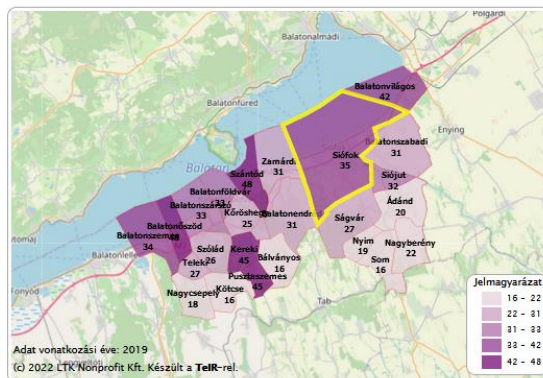 Polgárdi
Balatonalmádi
Balatonvilágos
42
Balatonfüred
Enying
Balatonszabadi
31
Zamárdi
31
Siófok
35
Balaton
Szántód
48
Siójut
32
Balatonföldvár
33
Balatonszárszó
33
Ádánd
20
Kőröshegy
25
Balatonendréd
31
Ságvár
27
Balatonőszöd
48
Balatonszemes
34
Nyim
19
Nagyberény
22
Balatonlelle
Szólád
26
Kereki
45
Bálványos
16
Som
16
Teleki
27
Pusztaszemes
45
Nagycsepely
18
Kötcse
16
Tab
Fonyód
Lengyeltóti
Jelmagyarázat
16 - 22
22 - 31
31 - 33
33 - 42
42 - 48
Adat vonatkozási éve: 2019
(c) 2022 LTK Nonprofit Kft. Készült a TeIR-rel.